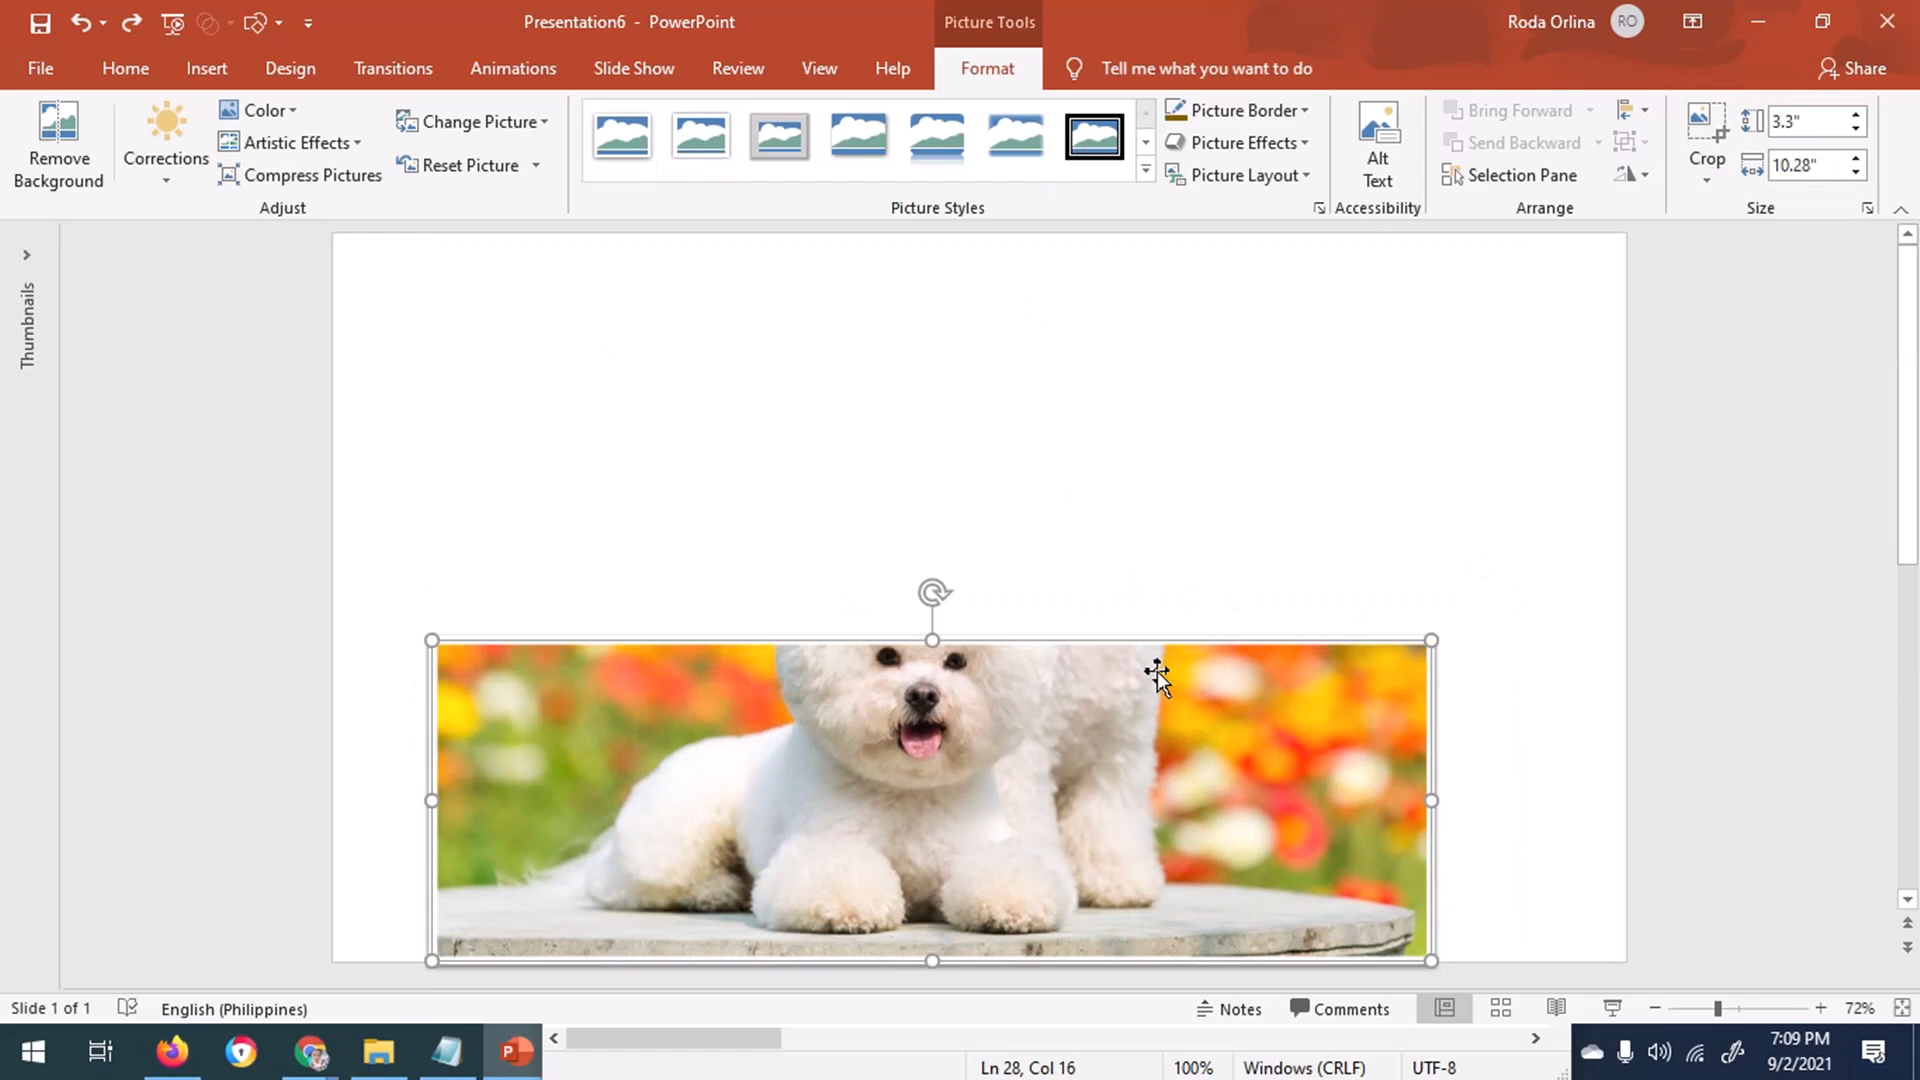 Presentation6 - PowerPoint
Picture Tools
Roda Orlina
RO
File
Home
Insert
Design
Transitions
Animations
Slide Show
Review
View
Help
Format
Tell me what you want to do
Share
Remove
Background
Corrections
Color
Artistic Effects
Compress Pictures
Change Picture
Reset Picture
Adjust
Picture Border
Picture Effects
Picture Layout
Picture Styles
Alt
Text
Accessibility
Bring Forward
Send Backward
Selection Pane
Arrange
Crop
3.3"
10.28"
Size
Thumbnails
Slide 1 of 1
English (Philippines)
Notes
Comments
72%
Ln 28, Col 16
100%
Windows (CRLF)
UTF-8
7:09 PM
9/2/2021